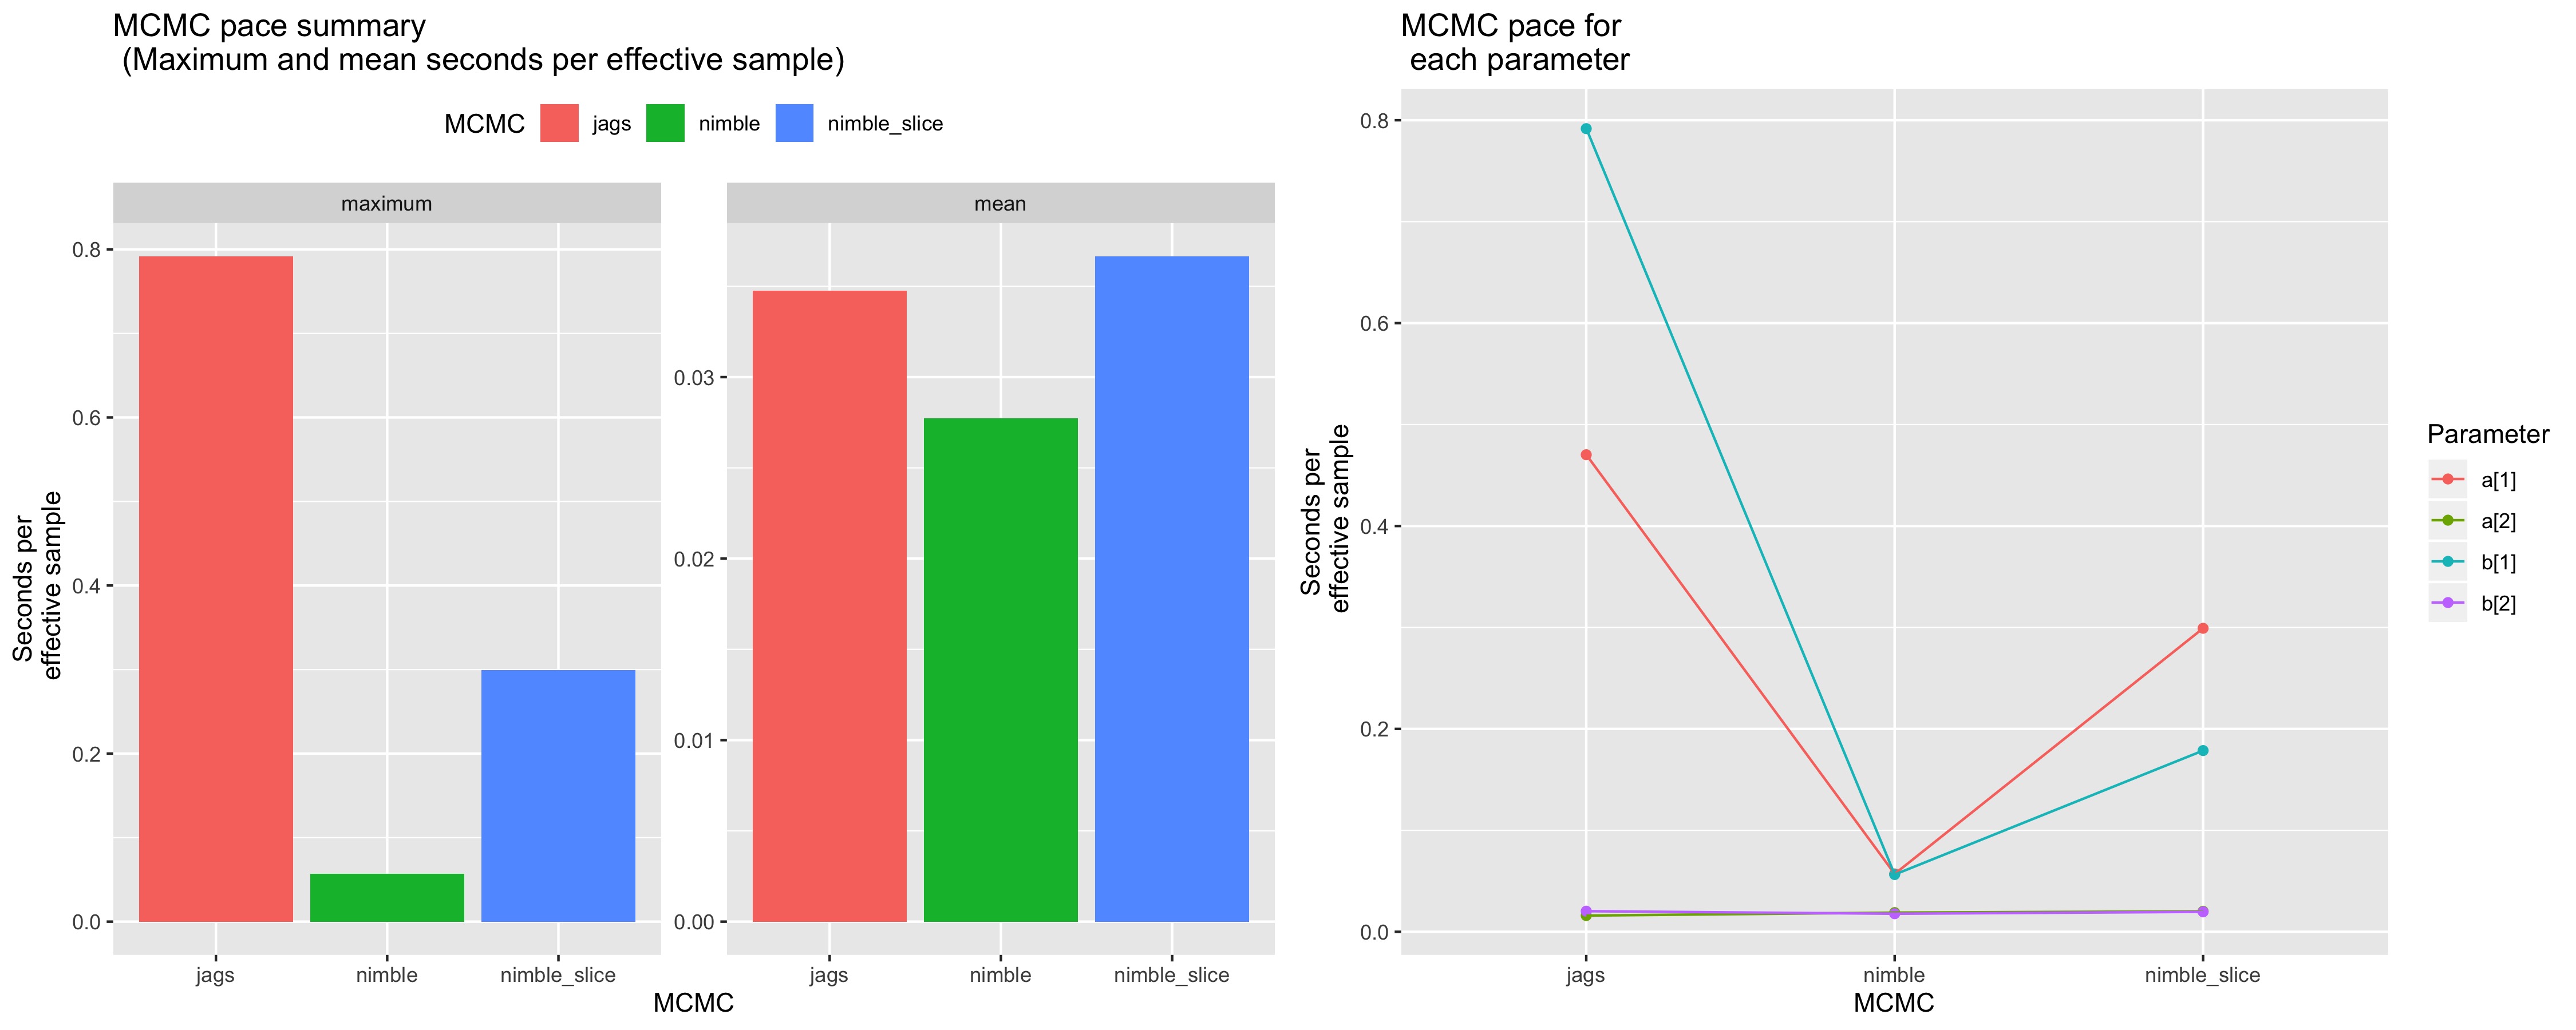 MCMC pace summary
(Maximum and mean seconds per effective sample)
MCMC jags nimble nimble_slice
maximum
mean
Seconds per
effective sample
0.8
0.6
0.4
0.2
0.0
0.03
0.02
0.01
0.00
jags nimble nimble_slice
jags nimble nimble_slice
MCMC
MCMC pace for
each parameter
Seconds per
effective sample
0.8
0.6
0.4
0.2
0.0
jags nimble nimble_slice
MCMC
Parameter
a[1]
a[2]
b[1]
b[2]